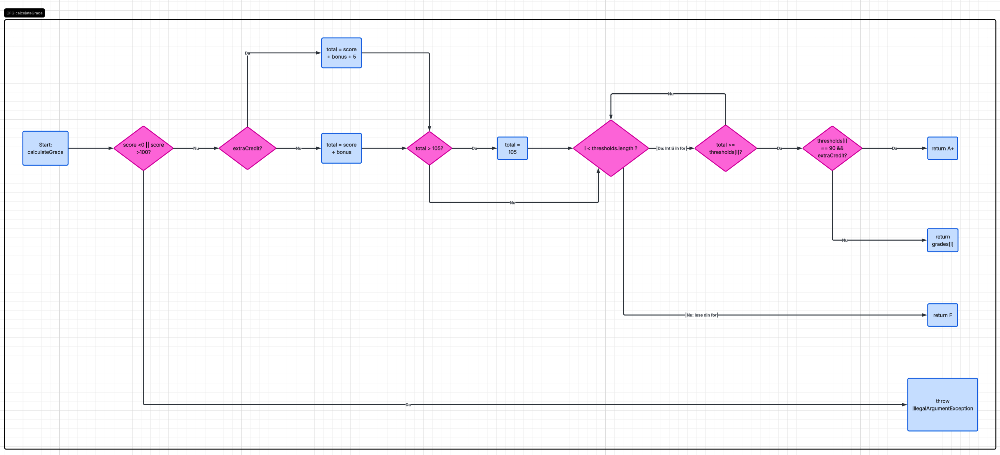 CFG calculateGrade
Da
total = score
+ bonus + 5
Nu
Start:
calculateGrade
score <0 || score
>100?
Nu
extraCredit?
Nu
total = score
+ bonus
total > 105?
Da
total =
105
i < thresholds.length ?
|Da: Intră în for|
total >=
thresholds[i]?
Da
thresholds[i]
== 90 &&
extraCredit?
Da
return A+
Nu
Nu
return
grades[i]
|Nu: Iese din for|
return F
Da
throw
IllegalArgumentException